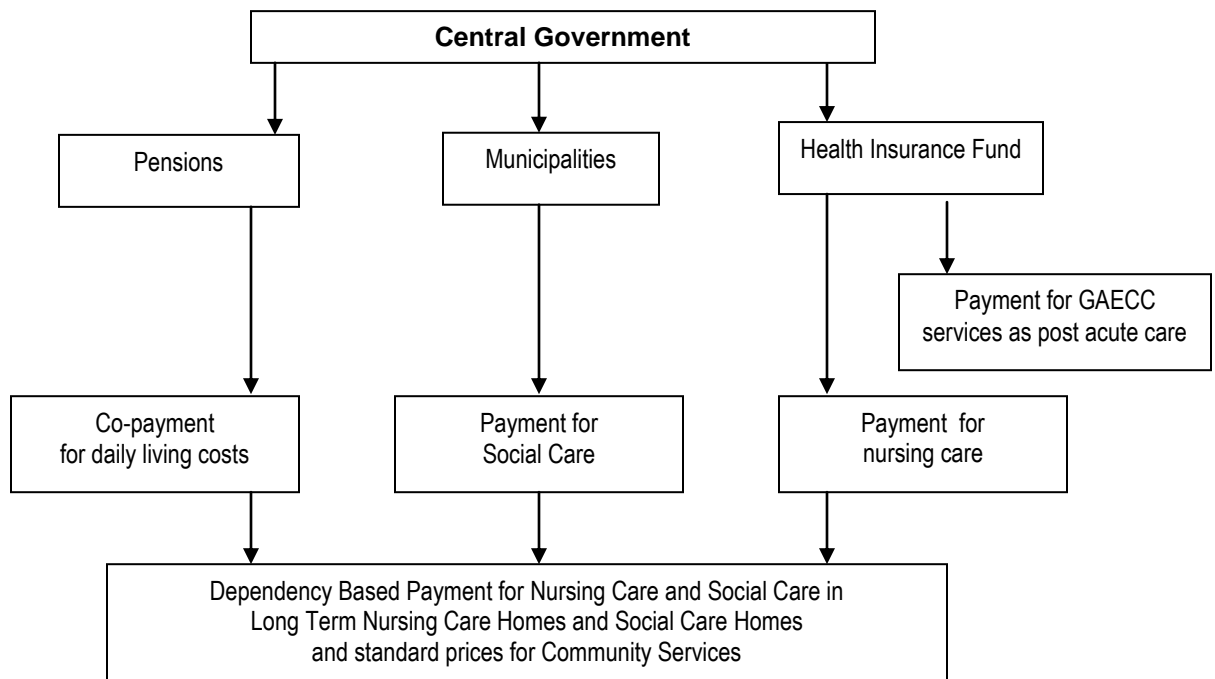 Central Government
Pensions
Municipalities
Health Insurance Fund
Payment for GAECC
services as post acute care
Co-payment
for daily living costs
Payment for
Social Care
Payment for
nursing care
Dependency Based Payment for Nursing Care and Social Care in
Long Term Nursing Care Homes and Social Care Homes
and standard prices for Community Services